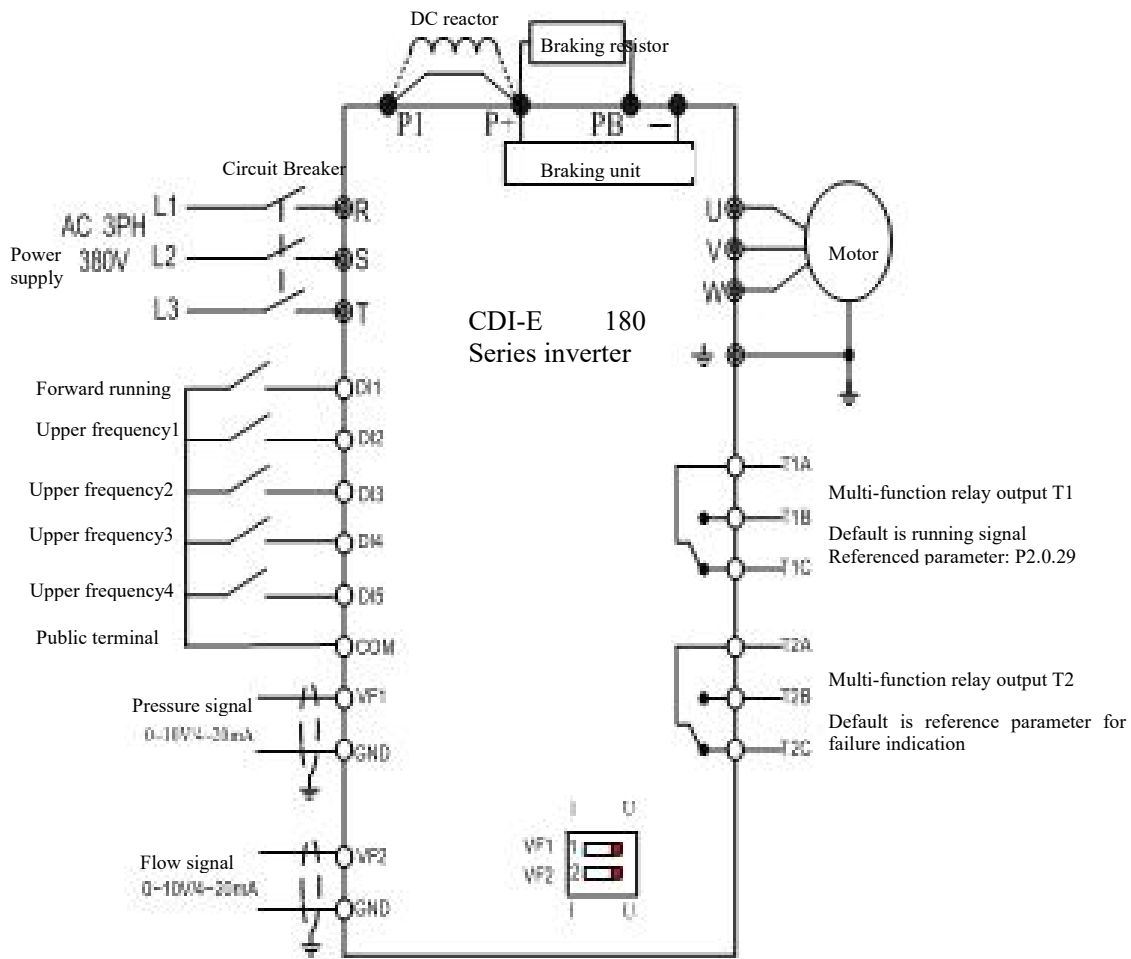 DC reactor
Braking resistor
P1 P+ PB −
Braking unit
Circuit Breaker
L1 R
AC 3PH
380V
Power
supply
L2 S
L3 T
U
V
W
Motor
CDI-E 180
Series inverter
Forward running DI1
Upper frequency1 DI2
Upper frequency2 DI3
Upper frequency3 DI4
Upper frequency4 DI5
Public terminal COM
Pressure signal VF1
0~10V/4~20mA
GND
Flow signal VF2
0~10V/4~20mA
GND
T1A
Multi-function relay output T1
T1B
Default is running signal
Referenced parameter: P2.0.29
T1C
T2A
Multi-function relay output T2
T2B
Default is reference parameter for
failure indication
T2C
I U
VF1 1
VF2 2
I U